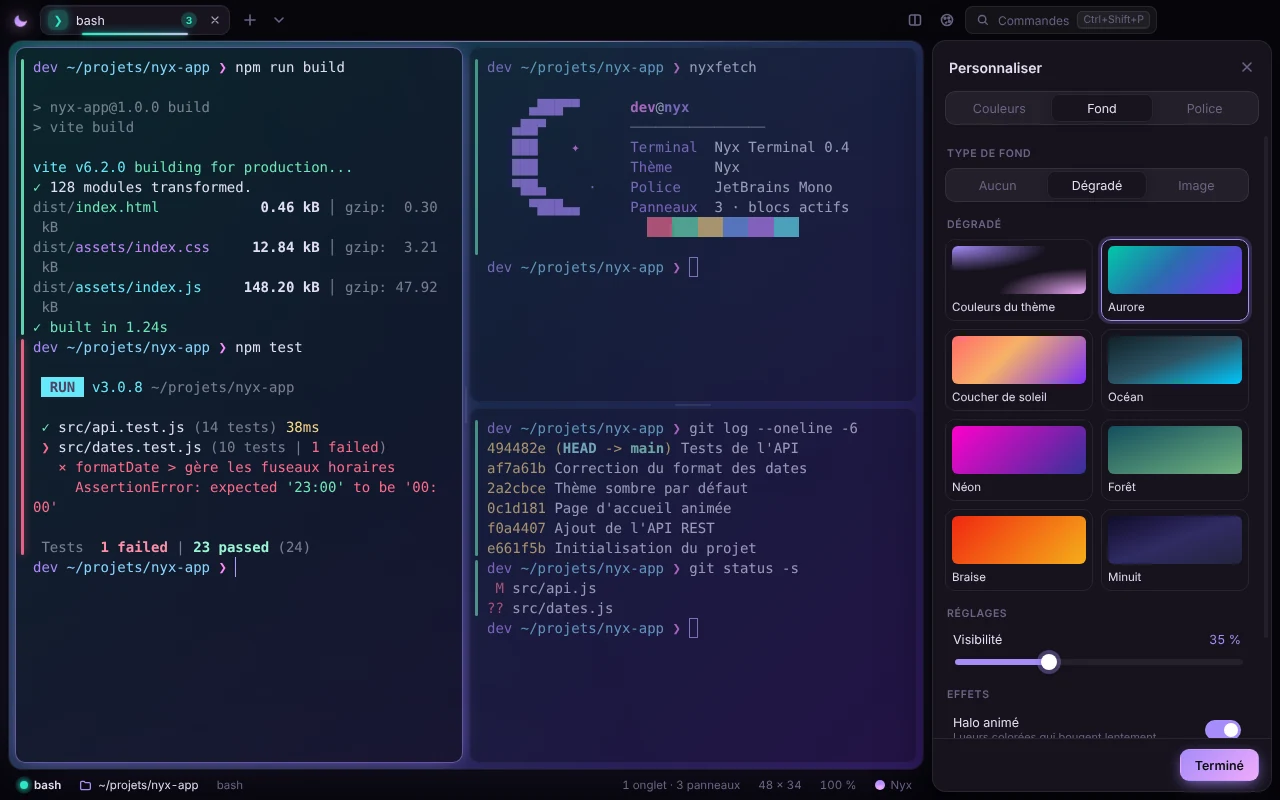 bash 3
Commandes Ctrl+Shift+P
dev ~/projets/nyx-app ❯ npm run build
> nyx-app@1.0.0 build
> vite build
vite v6.2.0 building for production...
✓ 128 modules transformed.
dist/index.html 0.46 kB │ gzip: 0.30
kB
dist/assets/index.css 12.84 kB │ gzip: 3.21
kB
dist/assets/index.js 148.20 kB │ gzip: 47.92
kB
✓ built in 1.24s
dev ~/projets/nyx-app ❯ npm test
RUN v3.0.8 ~/projets/nyx-app
✓ src/api.test.js (14 tests) 38ms
❯ src/dates.test.js (10 tests | 1 failed)
× formatDate > gère les fuseaux horaires
AssertionError: expected '23:00' to be '00:
00'
Tests 1 failed | 23 passed (24)
dev ~/projets/nyx-app ❯
dev ~/projets/nyx-app ❯ nyxfetch
dev@nyx
Terminal Nyx Terminal 0.4
Thème Nyx
Police JetBrains Mono
Panneaux 3 · blocs actifs
dev ~/projets/nyx-app ❯
dev ~/projets/nyx-app ❯ git log --oneline -6
494482e (HEAD -> main) Tests de l'API
af7a61b Correction du format des dates
2a2cbce Thème sombre par défaut
0c1d181 Page d'accueil animée
f0a4407 Ajout de l'API REST
e661f5b Initialisation du projet
dev ~/projets/nyx-app ❯ git status -s
M src/api.js
?? src/dates.js
dev ~/projets/nyx-app ❯
Personnaliser
Couleurs Fond Police
TYPE DE FOND
Aucun Dégradé Image
DÉGRADÉ
Couleurs du thème Aurore
Coucher de soleil Océan
Néon Forêt
Braise Minuit
RÉGLAGES
Visibilité 35 %
EFFETS
Halo animé
Lueurs colorées qui bougent lentement
Terminé
bash ~/projets/nyx-app bash 1 onglet · 3 panneaux 48 × 34 100 % Nyx